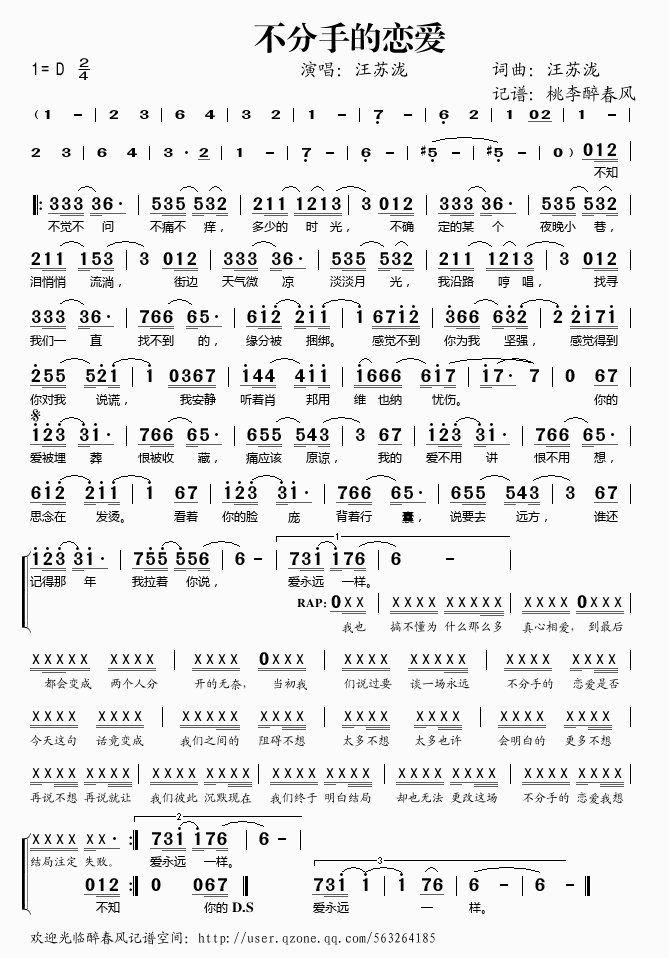 不分手的恋爱
1= D 2/4 演唱：汪苏泷 词曲：汪苏泷
记谱：桃李醉春风
( 1 - | 2 3 | 6 4 | 3 · 2 | 1 - | 7 - | 6 2 | 1 02 | 1 - |
2 3 | 6 4 | 3 · 2 | 1 - | 7 - | 6 - | #5 - | #5 - | 0 ) 012 |
不知
‖: 333 36· | 535 532 | 211 1213 | 3 012 | 333 36· | 535 532 |
不觉不 问 不痛不 痒， 多少的 时 光， 不确 定的某 个 夜晚小 巷，
211 153 | 3 012 | 333 36· | 535 532 | 211 1213 | 3 012 |
泪悄悄 流淌， 街边 天气微 凉 淡淡月 光， 我沿路 哼 唱， 找寻
333 36· | 766 65· | 612 211 | 1 6712 | 366 632 | 2 2171 |
我们一 直 找不到 的， 缘分被 捆绑。 感觉不到 你为我 坚强， 感觉得到
255 521 | 1 0367 | 144 411 | 1666 617 | 17· 7 | 0 67 |
你对我 说谎， 我安静 听着肖 邦用 维 也纳 忧伤。 你的
123 31· | 766 65· | 655 543 | 3 67 | 123 31· | 766 65· |
爱被埋 葬 恨被收 藏， 痛应该 原谅， 我的 爱不用 讲 恨不用 想，
612 211 | 1 67 | 123 31· | 766 65· | 655 543 | 3 67 |
思念在 发烫。 看着 你的脸 庞 背着行 囊， 说要去 远方， 谁还
1
123 31· | 755 556 | 6 - | 731 176 | 6 - |
记得那 年 我拉着 你说， 爱永远 一样。
RAP: 0XX | XXXX XXXX | XXXX 0XXX |
我也 搞不懂为 什么那么多 真心相爱， 到最后
XXXX XXXX | XXXX 0XXX | XXXX XXXX | XXXX XXXX |
都会变成 两个人分 开的无奈， 当初我 们说过要 谈一场永远 不分手的 恋爱是否
XXXX XXXX | XXXX XXXX | XXXX XXXX | XXXX XXXX |
今天这句 话竟变成 我们之间的 阻碍不想 太多不想 太多也许 会明白的 更多不想
XXXX XXXX | XXXX XXXX | XXXX XXXX | XXXX XXXX | XXXX XXXX |
再说不想 再说就让 我们彼此 沉默现在 我们终于 明白结局 却也无法 更改这场 不分手的 恋爱我想
2
XXXX XX· :‖ 731 176 | 6 - |
结局注定 失败。 爱永远 一样。
3
012 :‖ 0 067 ‖ 731 1 | 1 76 | 6 - | 6 - ‖
不知 你的 D.S 爱永远 一 样。
欢迎光临醉春风记谱空间：http://user.qzone.qq.com/563264185